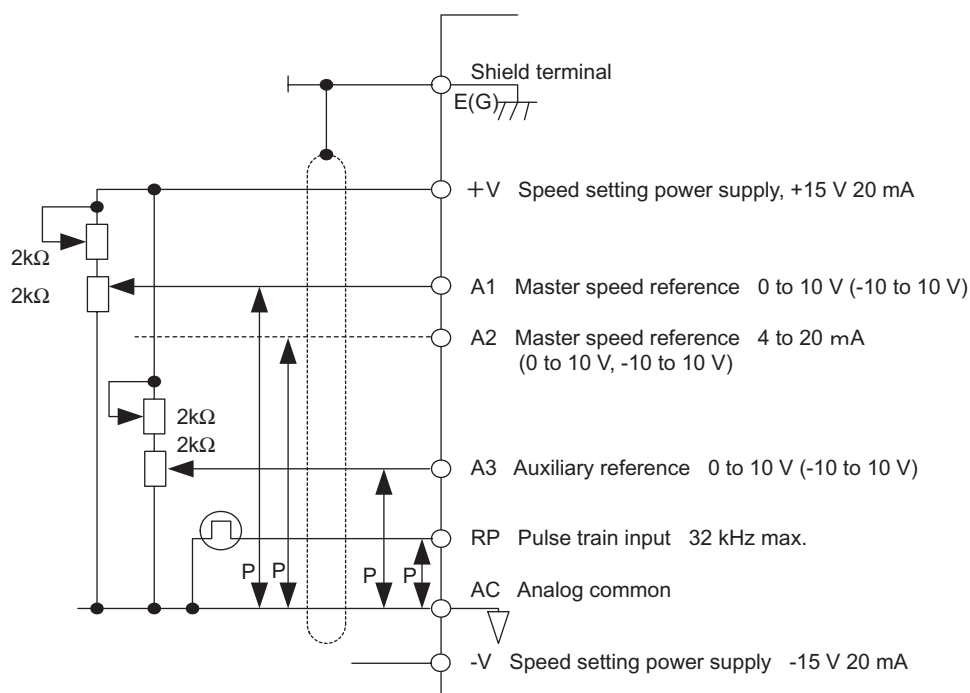 Shield terminal
E(G)
+V Speed setting power supply, +15 V 20 mA
2kΩ
2kΩ
A1 Master speed reference 0 to 10 V (-10 to 10 V)
A2 Master speed reference 4 to 20 mA
(0 to 10 V, -10 to 10 V)
2kΩ
2kΩ
A3 Auxiliary reference 0 to 10 V (-10 to 10 V)
RP Pulse train input 32 kHz max.
P P P P
AC Analog common
-V Speed setting power supply -15 V 20 mA